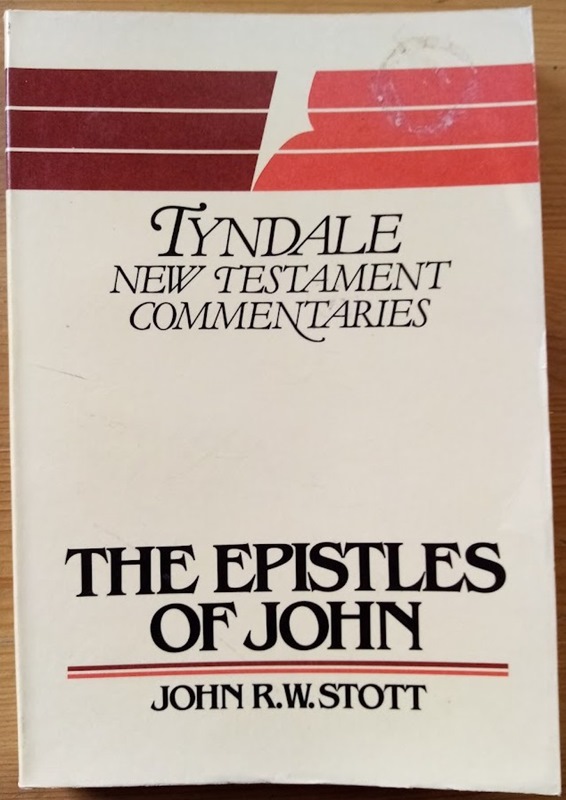 TYNDALE
NEW TESTAMENT
COMMENTARIES
THE EPISTLES
OF JOHN
JOHN R.W. STOTT